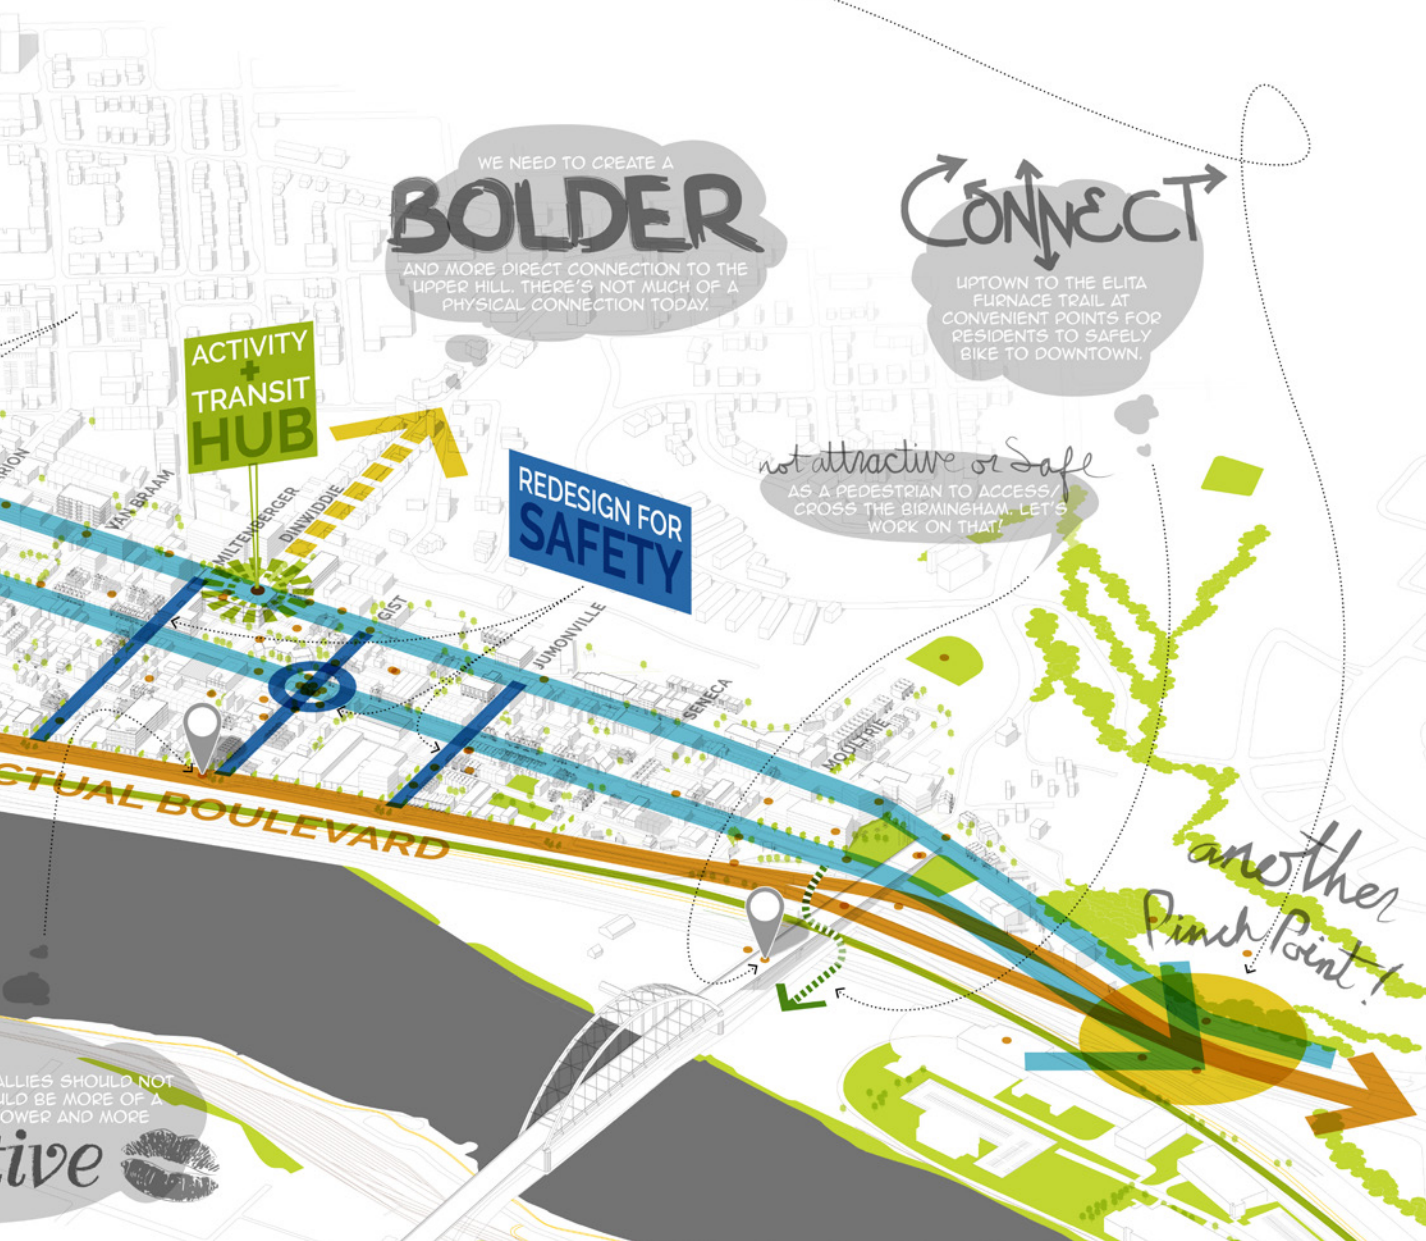 WE NEED TO CREATE A
BOLDER
AND MORE DIRECT CONNECTION TO THE
UPPER HILL. THERE'S NOT MUCH OF A
PHYSICAL CONNECTION TODAY.
CONNECT
UPTOWN TO THE ELITA
FURNACE TRAIL AT
CONVENIENT POINTS FOR
RESIDENTS TO SAFELY
BIKE TO DOWNTOWN.
ACTIVITY
+
TRANSIT
HUB
REDESIGN FOR
SAFETY
not attractive or Safe
AS A PEDESTRIAN TO ACCESS/
CROSS THE BIRMINGHAM. LET'S
WORK ON THAT!
RION
VAN BRAAM
MILTENBERGER
DINWIDDIE
GIST
JUMONVILLE
SENECA
MOULTRIE
CTUAL BOULEVARD
another
Pinch Point!
ALLIES SHOULD NOT
ULD BE MORE OF A
OWER AND MORE
tive